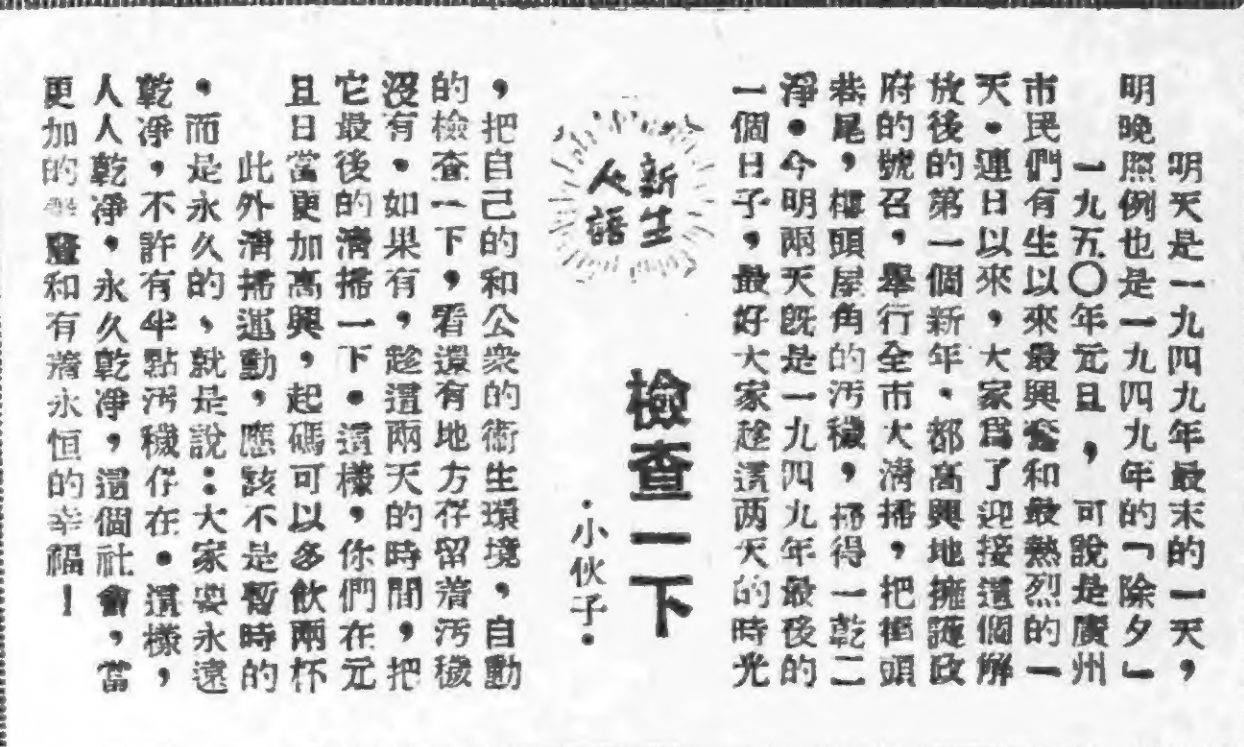 新生
人語
檢查一下
•小伙子•
明天是一九四九年最末的一天，
明晚照例也是一九四九年的「除夕」
一九五〇年元旦，可說是廣州
市民們有生以來最興奮和最熱烈的一
天。連日以來，大家爲了迎接這個解
放後的第一個新年，都高興地擁護政
府的號召，舉行全市大清掃，把樞頭
巷尾，樓頭屋角的汚穢，掃得一乾二
淨。今明兩天旣是一九四九年最後的
一個日子，最好大家趁這两天的時光
，把自己的和公衆的衛生環境，自動
的檢查一下，看還有地方存留着汚穢
沒有。如果有，趁這兩天的時間，把
它最後的淸掃一下。這樣，你們在元
旦日當更加高興，起碼可以多飲兩杯
此外淸掃運動，應該不是暫時的
，而是永久的，就是說：大家要永遠
乾淨，不許有半點汚穢存在。這樣，
人人乾淨，永久乾淨，這個社會，當
更加的和有着永恒的幸福！